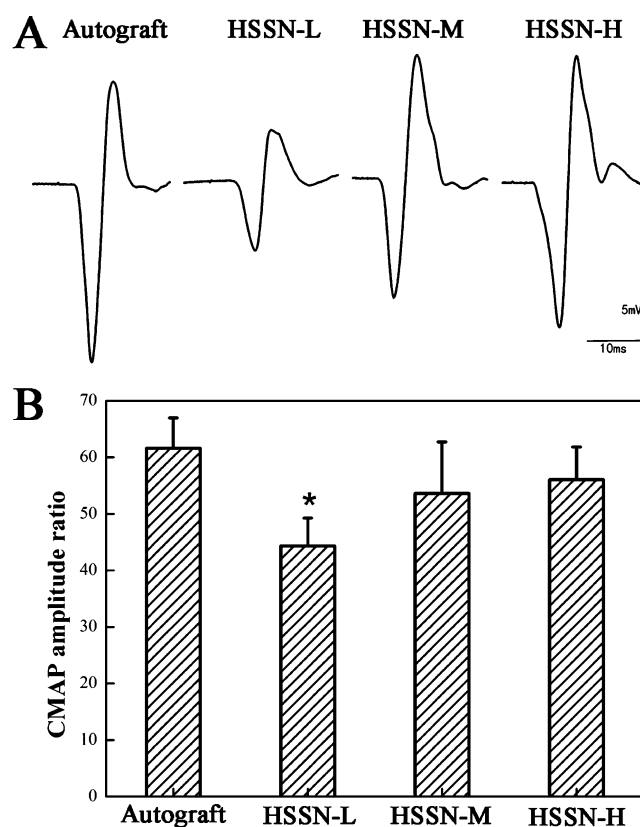 A
Autograft HSSN-L HSSN-M HSSN-H
5mV
10ms
B
70
60
50
40
30
20
10
0
CMAP amplitude ratio
*
Autograft HSSN-L HSSN-M HSSN-H